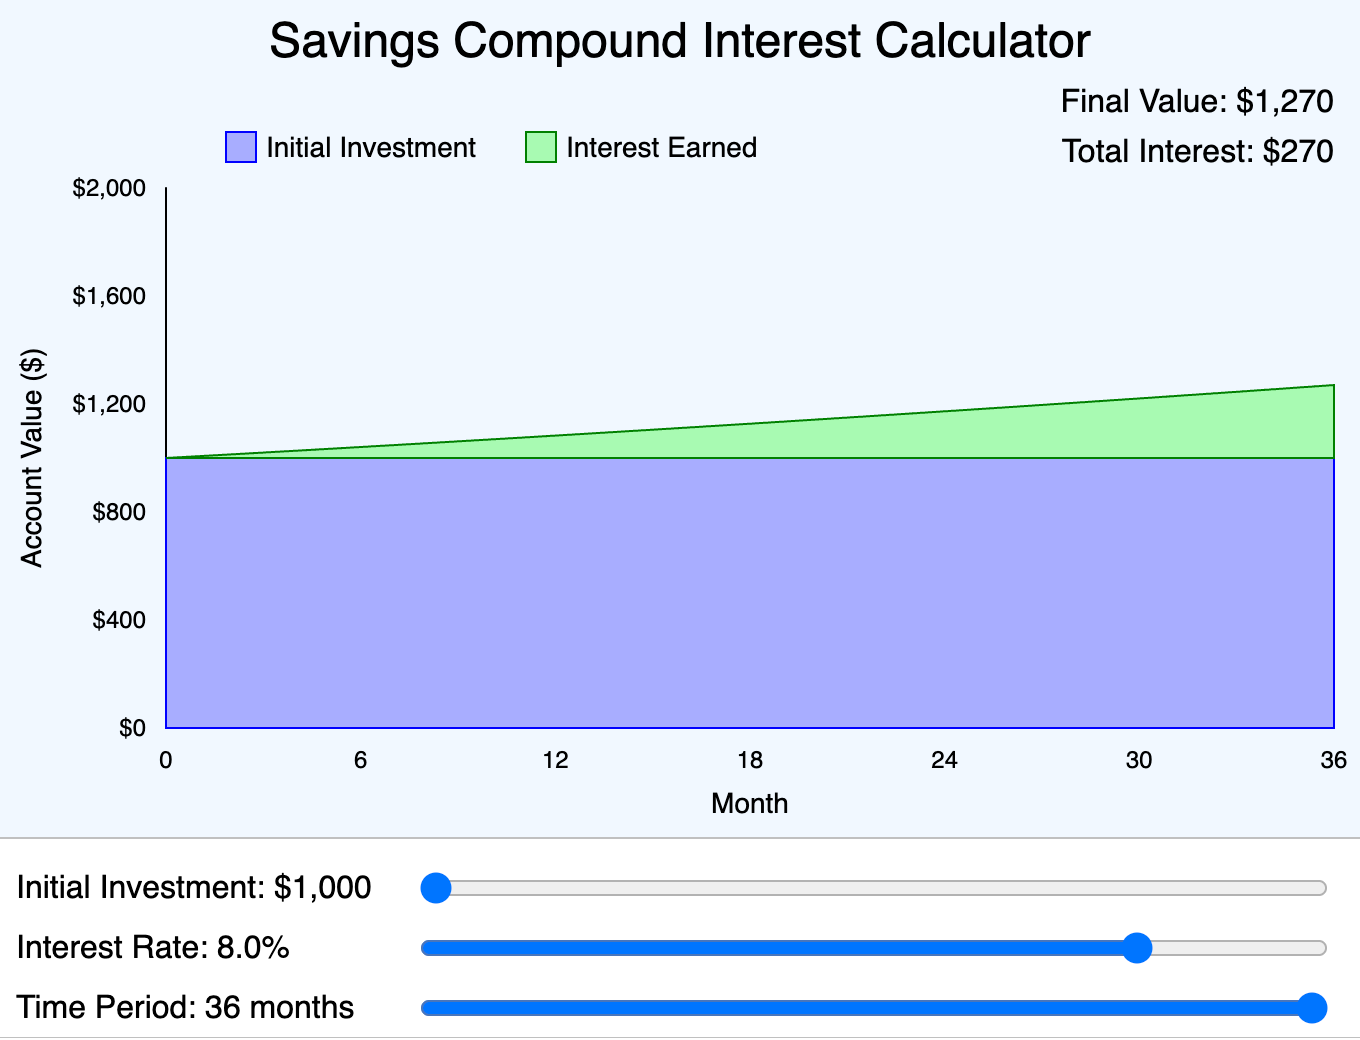 Savings Compound Interest Calculator
Final Value: $1,270
Total Interest: $270
Initial Investment
Interest Earned
Account Value ($)
$2,000
$1,600
$1,200
$800
$400
$0
0 6 12 18 24 30 36
Month
Initial Investment: $1,000
Interest Rate: 8.0%
Time Period: 36 months